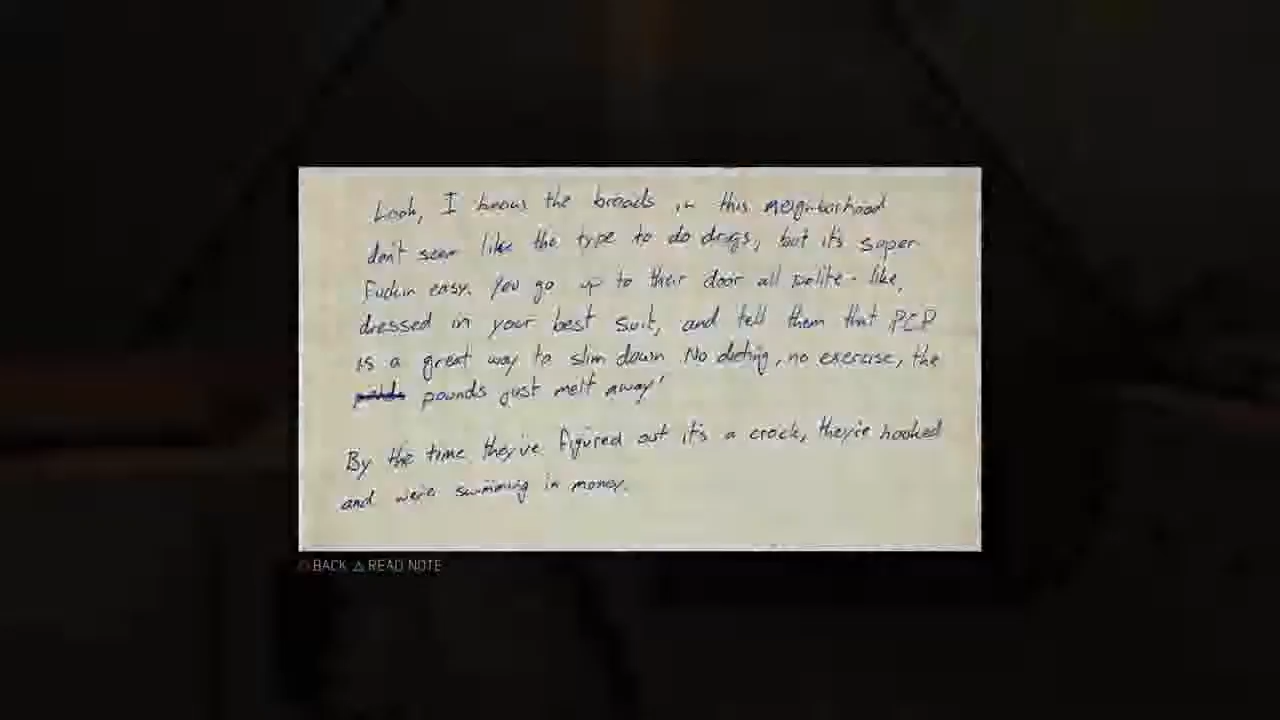 Look, I know the broads in this neighborhood
don't seem like the type to do drugs, but it's super
fuckin easy. You go up to their door all polite-like,
dressed in your best suit, and tell them that PCP
is a great way to slim down. No dieting, no exercise, the
pounds just melt away!
By the time they've figured out it's a crock, they're hooked
and we're swimming in money.
BACK READ NOTE